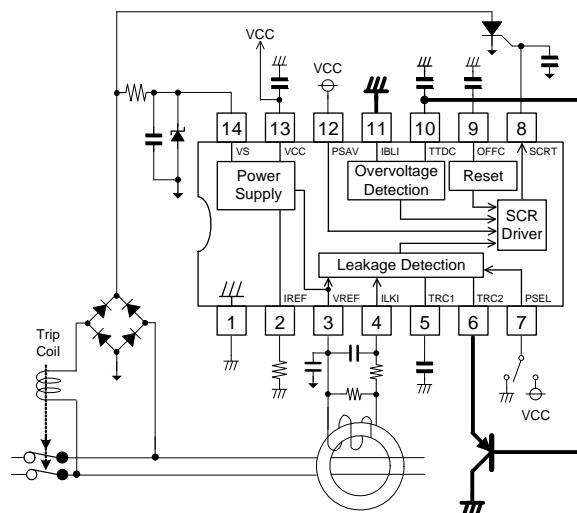 VCC
VCC
14 13 12 11 10 9 8
VS VCC PSAV IBLI TTDC OFFC SCRT
Power Supply
Overvoltage Detection
Reset
SCR Driver
Leakage Detection
IREF VREF ILKI TRC1 TRC2 PSEL
1 2 3 4 5 6 7
Trip Coil
VCC